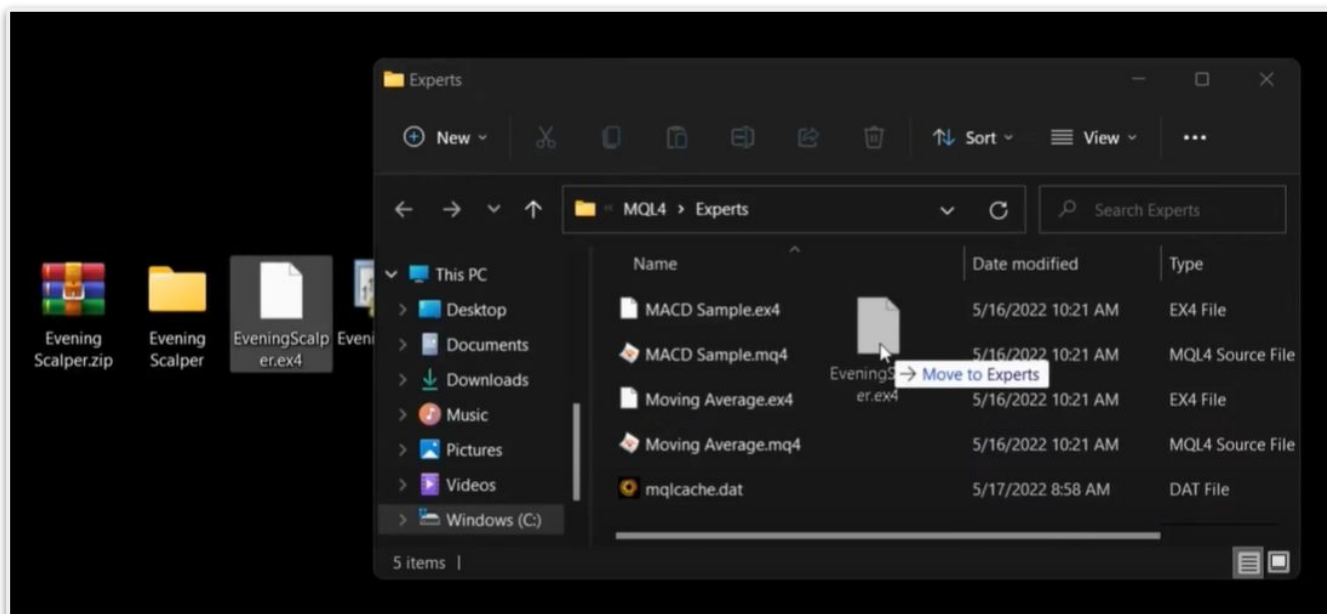 Experts
New
Sort
View
MQL4 > Experts
Search Experts
This PC
Desktop
Documents
Downloads
Music
Pictures
Videos
Windows (C:)
Name
Date modified
Type
MACD Sample.ex4
5/16/2022 10:21 AM
EX4 File
MACD Sample.mq4
5/16/2022 10:21 AM
MQL4 Source File
Moving Average.ex4
5/16/2022 10:21 AM
EX4 File
Moving Average.mq4
5/16/2022 10:21 AM
MQL4 Source File
mqlcache.dat
5/17/2022 8:58 AM
DAT File
EveningS
er.ex4
→ Move to Experts
5 items
Evening
Scalper.zip
Evening
Scalper
EveningScalp
er.ex4
Eveni